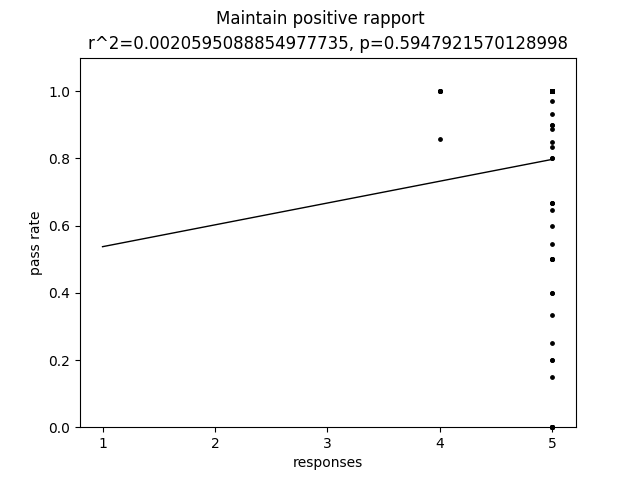 Maintain positive rapport
r^2=0.0020595088854977735, p=0.5947921570128998
pass rate
1.0
0.8
0.6
0.4
0.2
0.0
1 2 3 4 5
responses